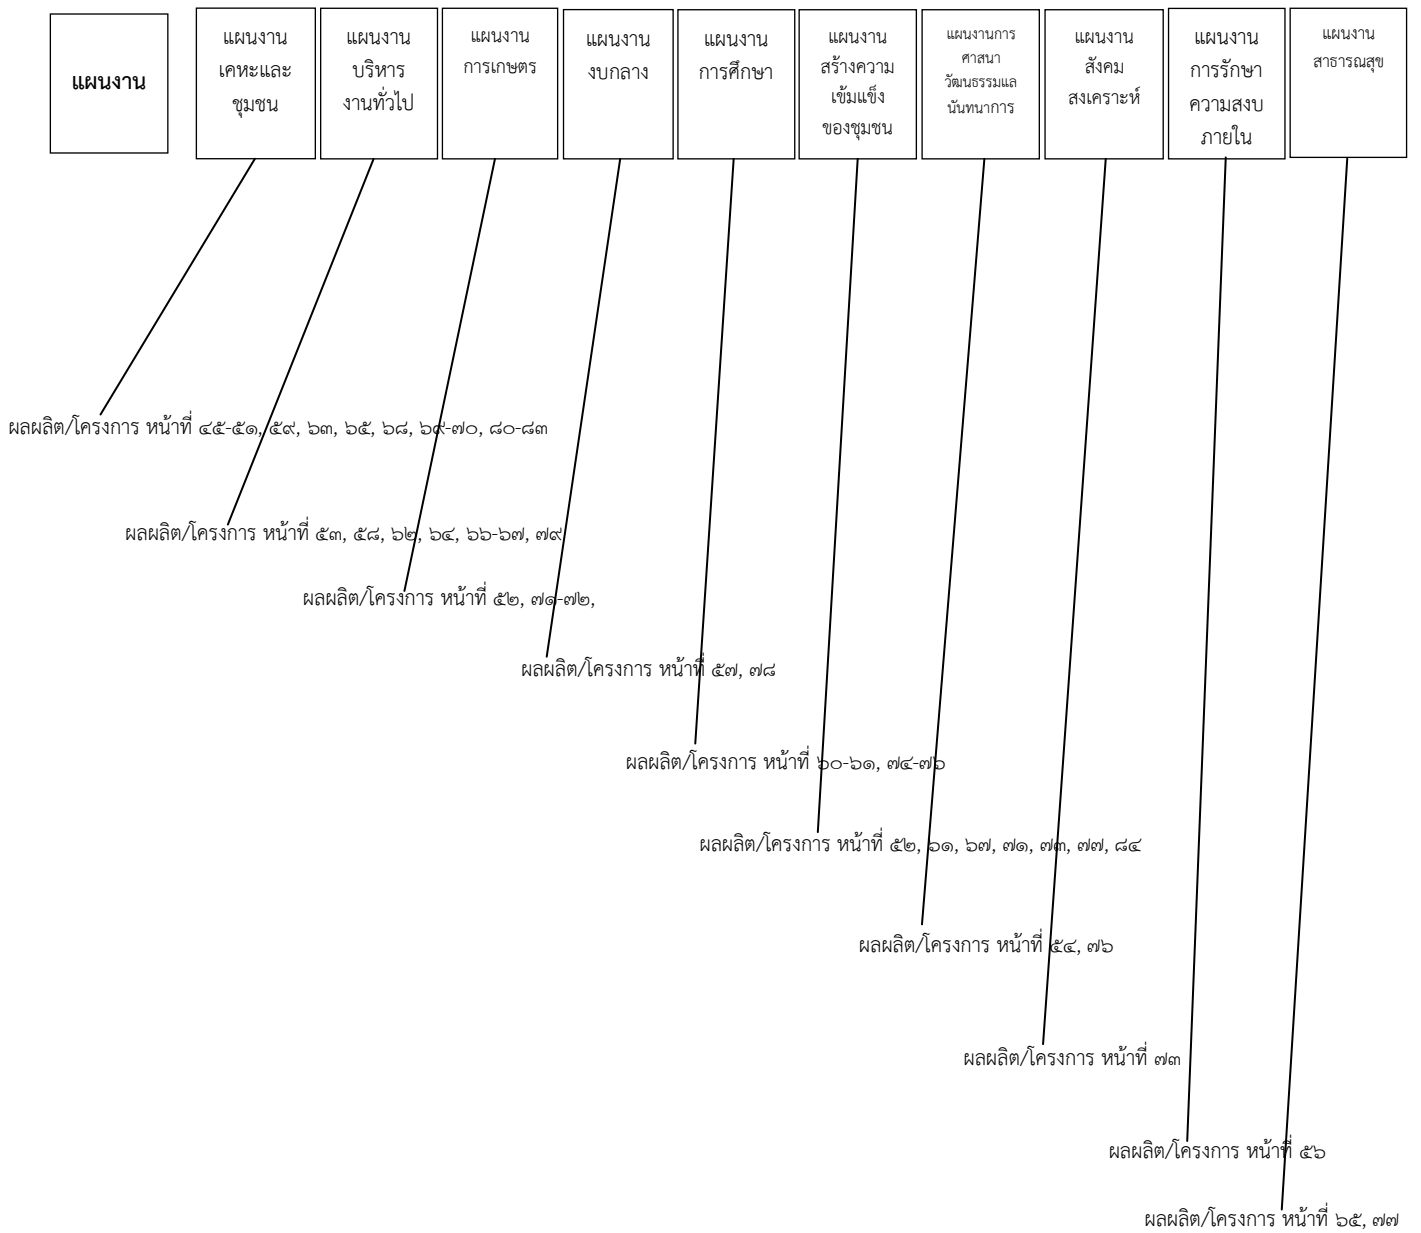 แผนงาน
แผนงาน
เคหะและ
ชุมชน
แผนงาน
บริหาร
งานทั่วไป
แผนงาน
การเกษตร
แผนงาน
งบกลาง
แผนงาน
การศึกษา
แผนงาน
สร้างความ
เข้มแข็ง
ของชุมชน
แผนงานการ
ศาสนา
วัฒนธรรมแล
นันทนาการ
แผนงาน
สังคม
สงเคราะห์
แผนงาน
การรักษา
ความสงบ
ภายใน
แผนงาน
สาธารณสุข
ผลผลิต/โครงการ หน้าที่ ๔๕-๕๑, ๕๙, ๖๓, ๖๕, ๖๘, ๖๙-๗๐, ๘๐-๘๓
ผลผลิต/โครงการ หน้าที่ ๕๓, ๕๘, ๖๒, ๖๔, ๖๖-๖๗, ๗๙
ผลผลิต/โครงการ หน้าที่ ๕๒, ๗๑-๗๒,
ผลผลิต/โครงการ หน้าที่ ๕๗, ๗๘
ผลผลิต/โครงการ หน้าที่ ๖๐-๖๑, ๗๔-๗๖
ผลผลิต/โครงการ หน้าที่ ๕๒, ๖๑, ๖๗, ๗๑, ๗๓, ๗๗, ๘๔
ผลผลิต/โครงการ หน้าที่ ๕๔, ๗๖
ผลผลิต/โครงการ หน้าที่ ๗๓
ผลผลิต/โครงการ หน้าที่ ๕๖
ผลผลิต/โครงการ หน้าที่ ๖๕, ๗๗